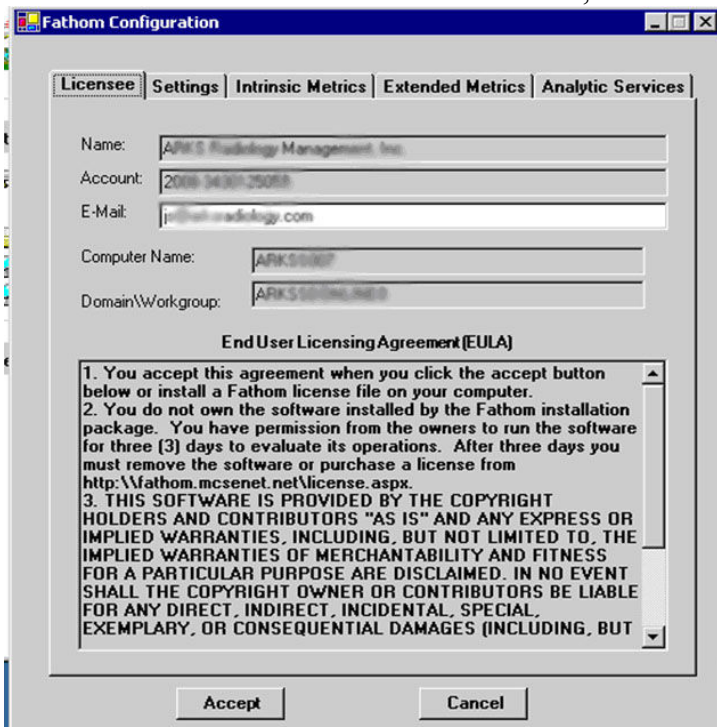 Fathom Configuration
Licensee Settings Intrinsic Metrics Extended Metrics Analytic Services
Name:
Account:
E-Mail:
Computer Name:
Domain\Workgroup:
End User Licensing Agreement (EULA)
1. You accept this agreement when you click the accept button
below or install a Fathom license file on your computer.
2. You do not own the software installed by the Fathom installation
package. You have permission from the owners to run the software
for three (3) days to evaluate its operations. After three days you
must remove the software or purchase a license from
http:\\fathom.mcsenet.net\license.aspx.
3. THIS SOFTWARE IS PROVIDED BY THE COPYRIGHT
HOLDERS AND CONTRIBUTORS "AS IS" AND ANY EXPRESS OR
IMPLIED WARRANTIES, INCLUDING, BUT NOT LIMITED TO, THE
IMPLIED WARRANTIES OF MERCHANTABILITY AND FITNESS
FOR A PARTICULAR PURPOSE ARE DISCLAIMED. IN NO EVENT
SHALL THE COPYRIGHT OWNER OR CONTRIBUTORS BE LIABLE
FOR ANY DIRECT, INDIRECT, INCIDENTAL, SPECIAL,
EXEMPLARY, OR CONSEQUENTIAL DAMAGES (INCLUDING, BUT
Accept Cancel